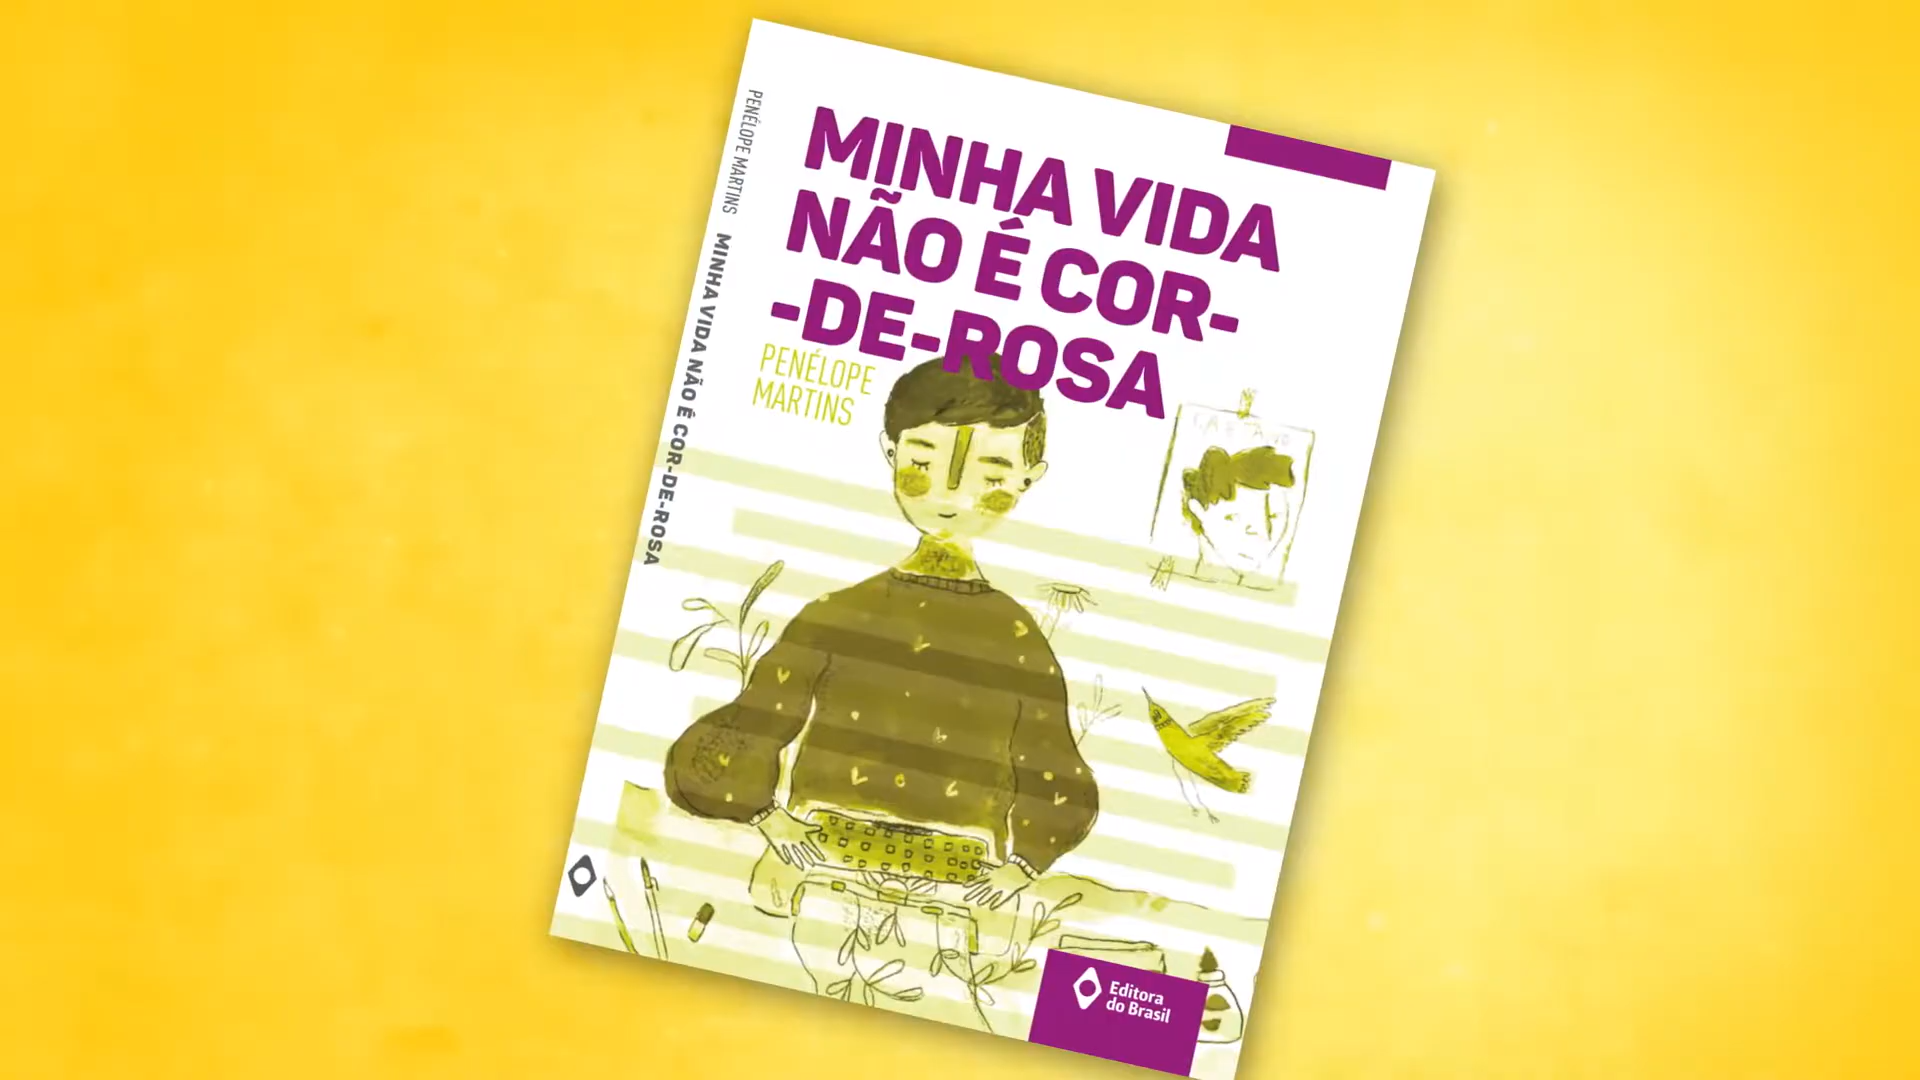 PENÉLOPE MARTINS MINHA VIDA NÃO É COR-DE-ROSA
MINHA VIDA
NÃO É COR-
-DE-ROSA
PENÉLOPE
MARTINS
CAETANO
Editora
do Brasil